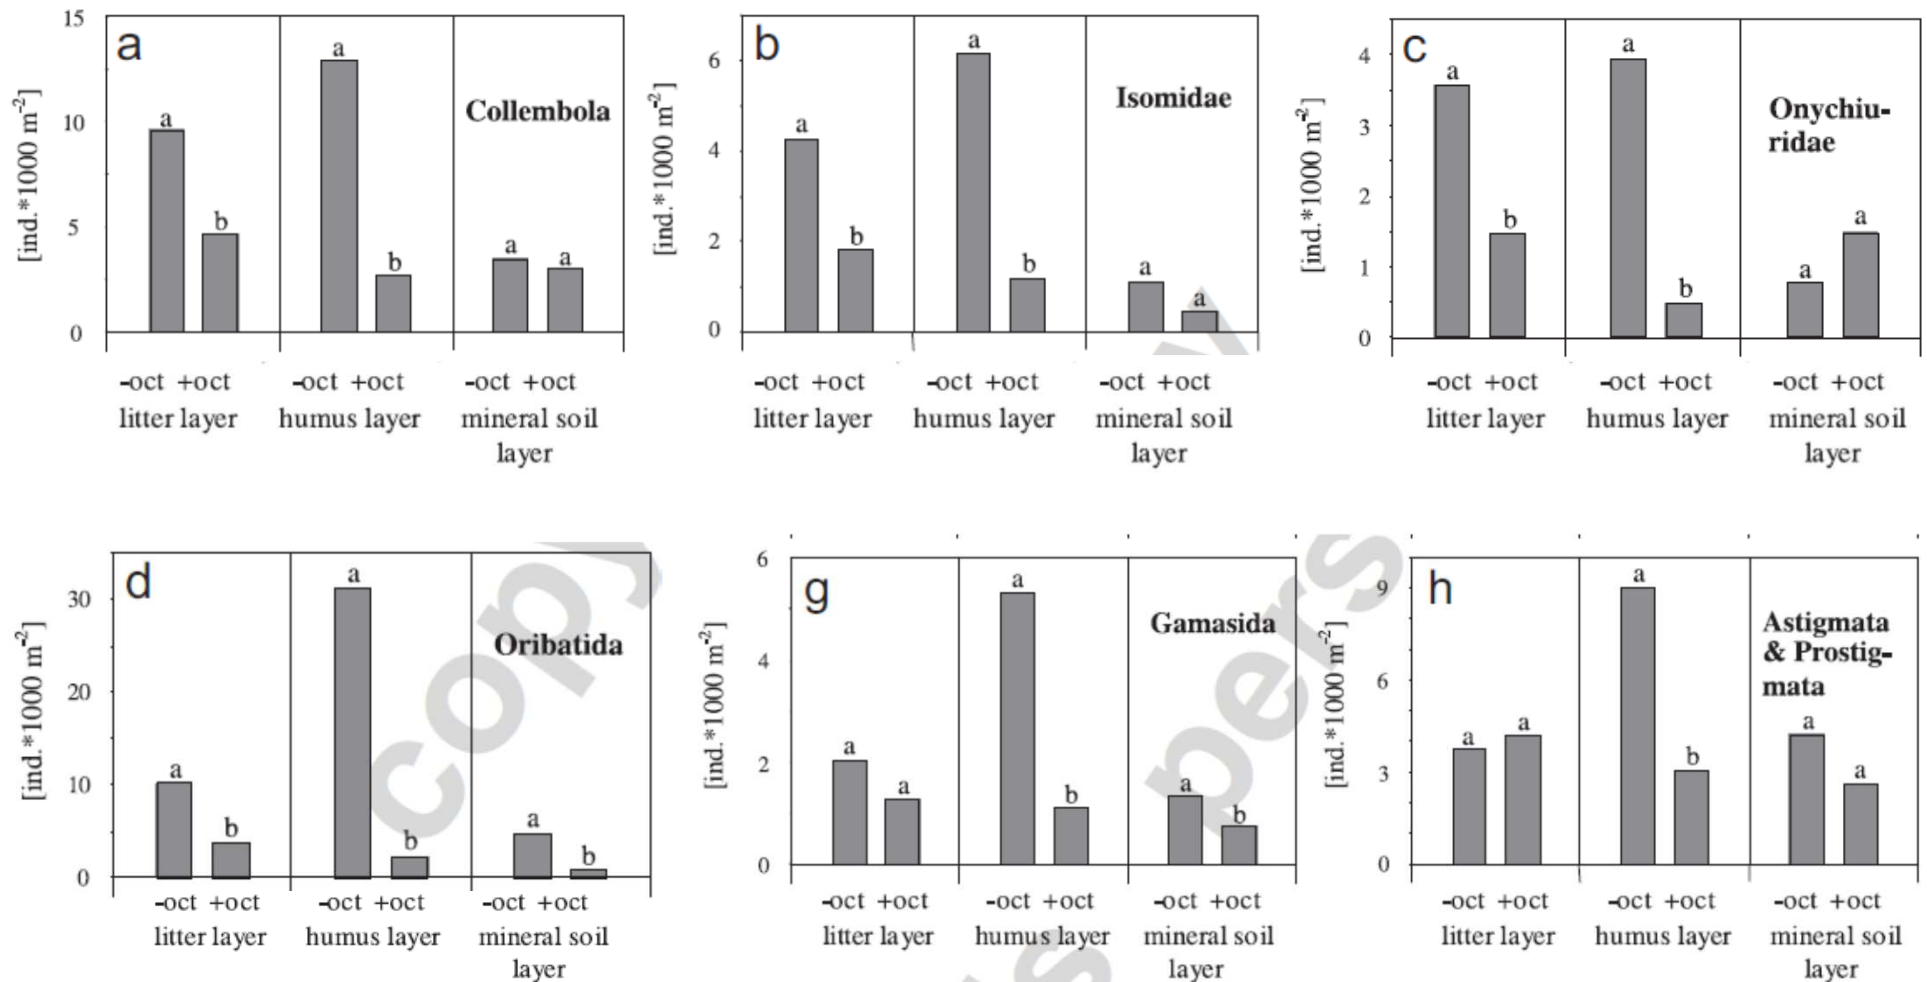 a
Collembola
[ind.*1000 m⁻²]
15
10
5
0
a
b
a
b
a
a
-oct +oct
litter layer
-oct +oct
humus layer
-oct +oct
mineral soil
layer
b
Isomidae
[ind.*1000 m⁻²]
6
4
2
0
a
b
a
b
a
a
-oct +oct
litter layer
-oct +oct
humus layer
-oct +oct
mineral soil
layer
c
Onychiu-
ridae
[ind.*1000 m⁻²]
4
3
2
1
0
a
b
a
b
a
a
-oct +oct
litter layer
-oct +oct
humus layer
-oct +oct
mineral soil
layer
d
Oribatida
[ind.*1000 m⁻²]
30
20
10
0
a
b
a
b
a
b
-oct +oct
litter layer
-oct +oct
humus layer
-oct +oct
mineral soil
layer
copy
g
Gamasida
[ind.*1000 m⁻²]
6
4
2
0
a
a
a
b
a
b
-oct +oct
litter layer
-oct +oct
humus layer
-oct +oct
mineral soil
layer
pers
h
Astigmata
& Prostig-
mata
[ind.*1000 m⁻²]
9
6
3
0
a
a
a
b
a
a
-oct +oct
litter layer
-oct +oct
humus layer
-oct +oct
mineral soil
layer